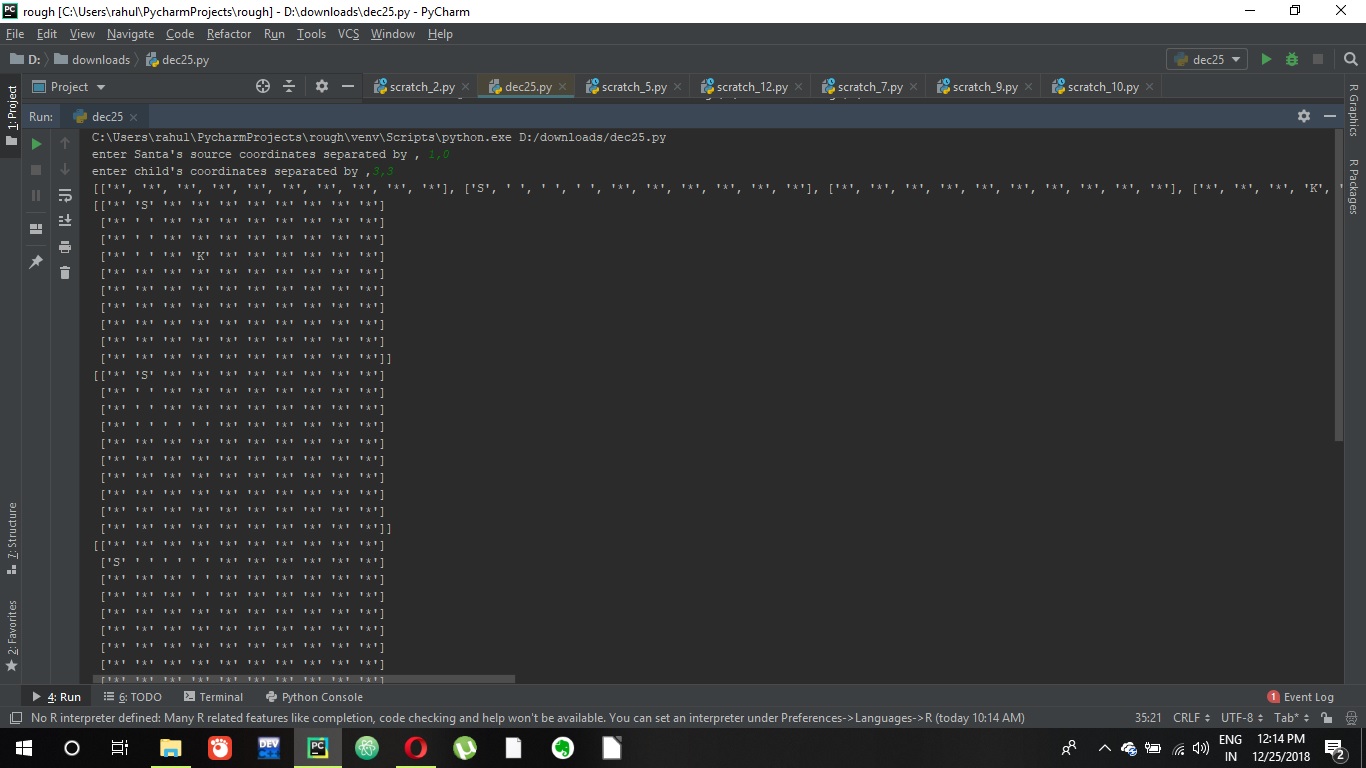 rough [C:\Users\rahul\PycharmProjects\rough] - D:\downloads\dec25.py - PyCharm
File Edit View Navigate Code Refactor Run Tools VCS Window Help
D: downloads dec25.py dec25
1: Project Project scratch_2.py dec25.py scratch_5.py scratch_12.py scratch_7.py scratch_9.py scratch_10.py R Graphics
Run: dec25
C:\Users\rahul\PycharmProjects\rough\venv\Scripts\python.exe D:/downloads/dec25.py
enter Santa's source coordinates separated by , 1,0
enter child's coordinates separated by ,3,3
[['*', '*', '*', '*', '*', '*', '*', '*', '*', '*'], ['S', ' ', ' ', ' ', '*', '*', '*', '*', '*', '*'], ['*', '*', '*', '*', '*', '*', '*', '*', '*', '*'], ['*', '*', '*', 'K', '
R Packages
[['*' 'S' '*' '*' '*' '*' '*' '*' '*' '*']
['*' ' ' '*' '*' '*' '*' '*' '*' '*' '*']
['*' ' ' '*' '*' '*' '*' '*' '*' '*' '*']
['*' ' ' '*' 'K' '*' '*' '*' '*' '*' '*']
['*' '*' '*' '*' '*' '*' '*' '*' '*' '*']
['*' '*' '*' '*' '*' '*' '*' '*' '*' '*']
['*' '*' '*' '*' '*' '*' '*' '*' '*' '*']
['*' '*' '*' '*' '*' '*' '*' '*' '*' '*']
['*' '*' '*' '*' '*' '*' '*' '*' '*' '*']
['*' '*' '*' '*' '*' '*' '*' '*' '*' '*']]
[['*' 'S' '*' '*' '*' '*' '*' '*' '*' '*']
['*' ' ' '*' '*' '*' '*' '*' '*' '*' '*']
['*' ' ' '*' '*' '*' '*' '*' '*' '*' '*']
['*' ' ' ' ' ' ' '*' '*' '*' '*' '*' '*']
['*' '*' '*' '*' '*' '*' '*' '*' '*' '*']
['*' '*' '*' '*' '*' '*' '*' '*' '*' '*']
['*' '*' '*' '*' '*' '*' '*' '*' '*' '*']
['*' '*' '*' '*' '*' '*' '*' '*' '*' '*']
['*' '*' '*' '*' '*' '*' '*' '*' '*' '*']
['*' '*' '*' '*' '*' '*' '*' '*' '*' '*']]
[['*' '*' '*' '*' '*' '*' '*' '*' '*' '*']
['S' ' ' ' ' ' ' '*' '*' '*' '*' '*' '*']
['*' '*' '*' ' ' '*' '*' '*' '*' '*' '*']
['*' '*' '*' ' ' '*' '*' '*' '*' '*' '*']
['*' '*' '*' '*' '*' '*' '*' '*' '*' '*']
['*' '*' '*' '*' '*' '*' '*' '*' '*' '*']
['*' '*' '*' '*' '*' '*' '*' '*' '*' '*']
['*' '*' '*' '*' '*' '*' '*' '*' '*' '*']
['*' '*' '*' '*' '*' '*' '*' '*' '*' '*']
7: Structure
2: Favorites
4: Run 6: TODO Terminal Python Console 1 Event Log
No R interpreter defined: Many R related features like completion, code checking and help won't be available. You can set an interpreter under Preferences->Languages->R (today 10:14 AM) 35:21 CRLF UTF-8 Tab*
DEV PC ENG IN 12:14 PM 12/25/2018 2